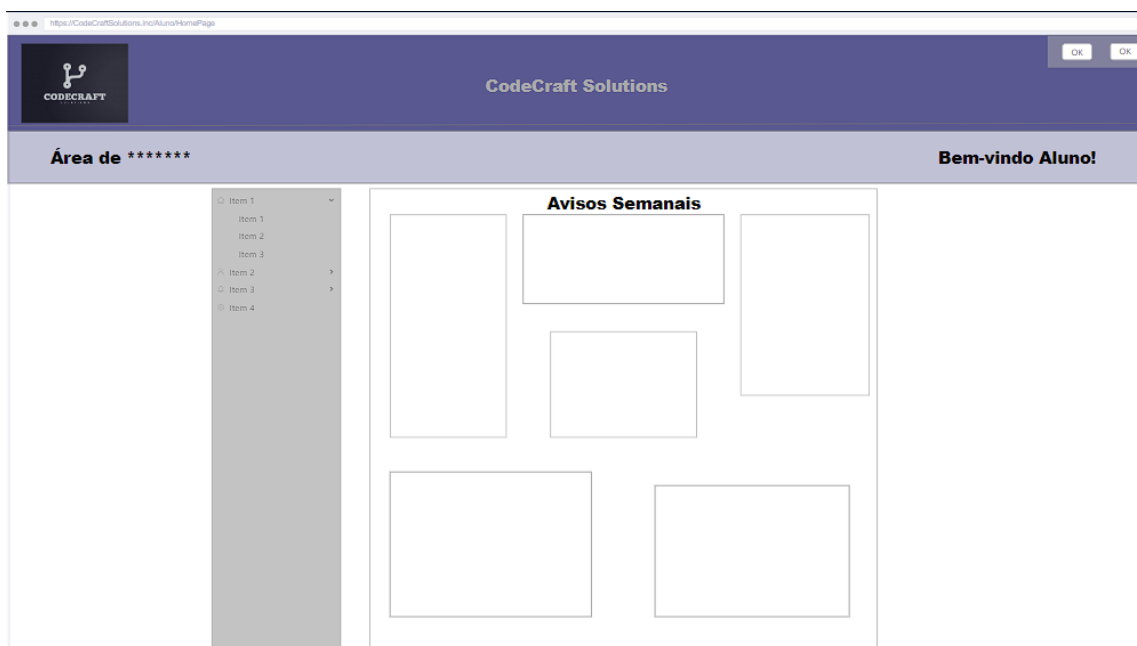 https://CodeCraftSolutions.inc/Aluno/HomePage
OK
OK
CODECRAFT
SOLUTIONS
CodeCraft Solutions
Área de *******
Bem-vindo Aluno!
Item 1
Item 1
Item 2
Item 3
Item 2
Item 3
Item 4
Avisos Semanais